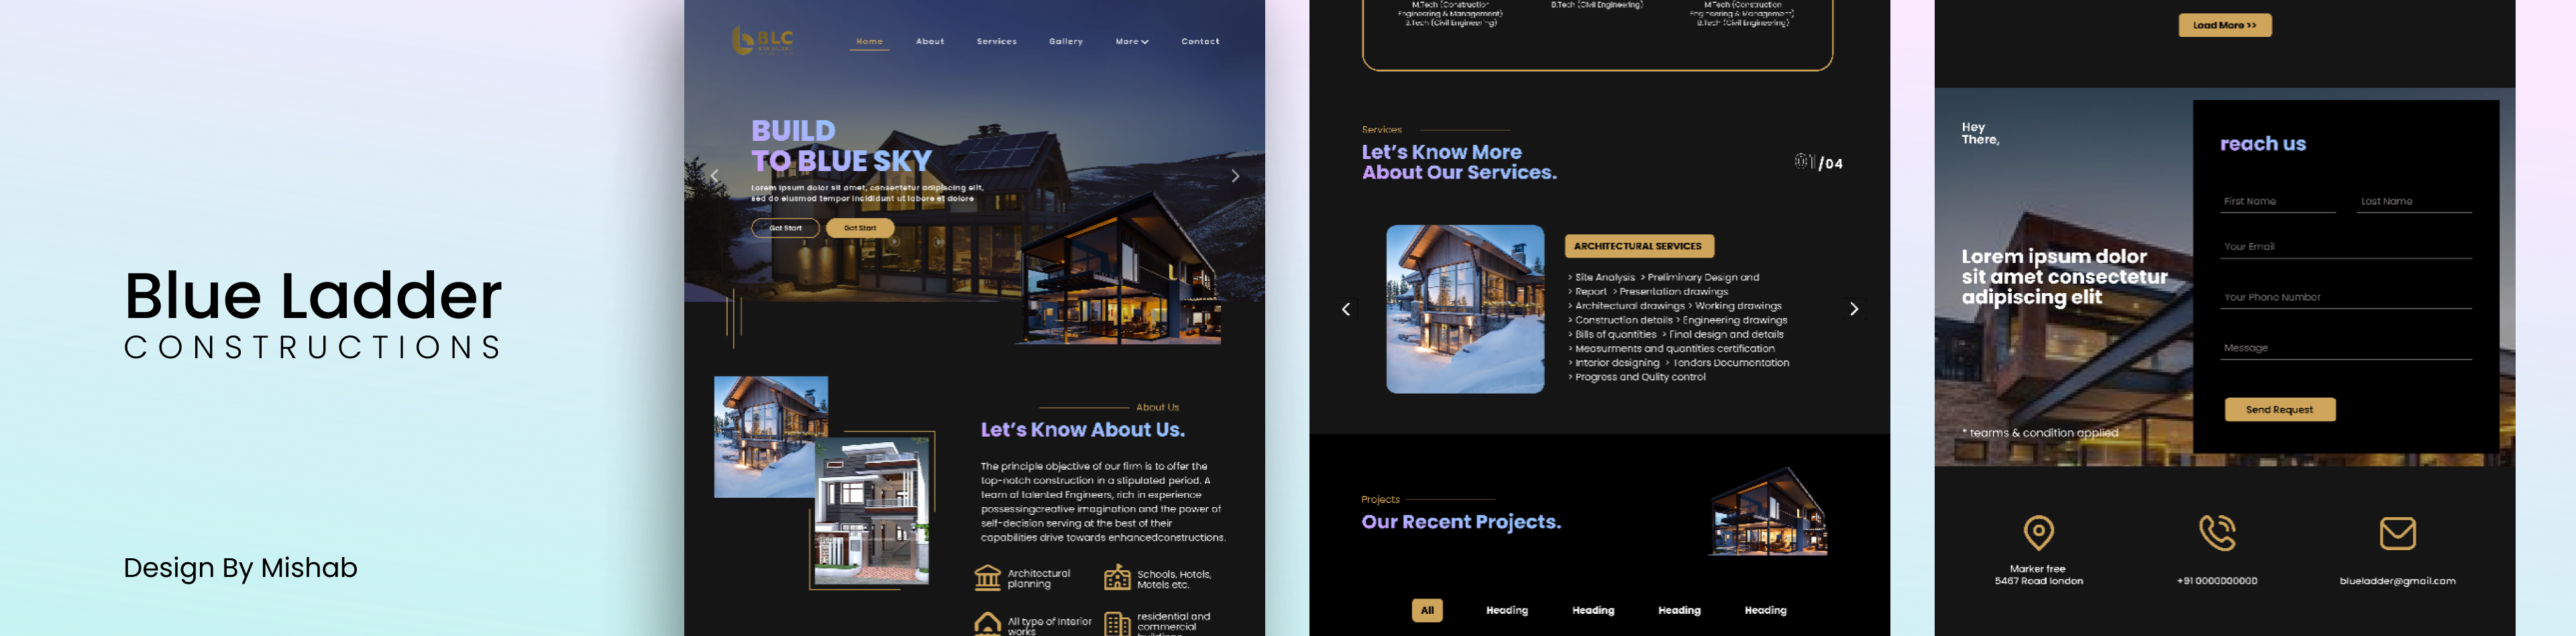 Blue Ladder
CONSTRUCTIONS
Design By Mishab
BLC
Home
About
Services
Gallery
More
Contact
BUILD
TO BLUE SKY
Lorem ipsum dolor sit amet, consectetur adipiscing elit,
sed do eiusmod tempor incididunt ut labore et dolore
Get Start
Get Start
About Us
Let's Know About Us.
The principle objective of our firm is to offer the
top-notch construction in a stipulated period. A
team of talented Engineers, rich in experience
possessingcreative imagination and the power of
self-decision serving at the best of their
capabilities drive towards enhancedconstructions.
Architectural
planning
Schools, Hotels,
Motels etc.
All type of Interior
works
residential and
commercial
buildings
M.Tech (Construction
Engineering & Management)
B.Tech (Civil Engineering)
B.Tech (Civil Engineering)
M.Tech (Construction
Engineering & Management)
B.Tech (Civil Engineering)
Services
Let's Know More
About Our Services.
01/04
ARCHITECTURAL SERVICES
> Site Analysis > Preliminary Design and
> Report > Presentation drawings
> Architectural drawings > Working drawings
> Construction details > Engineering drawings
> Bills of quantities > Final design and details
> Measurments and quantities certification
> Interior designing > Tenders Documentation
> Progress and Qulity control
Projects
Our Recent Projects.
All
Heading
Heading
Heading
Heading
Load More >>
Hey
There,
Lorem ipsum dolor
sit amet consectetur
adipiscing elit
* tearms & condition applied
reach us
First Name
Last Name
Your Email
Your Phone Number
Message
Send Request
Marker free
5467 Road london
+91 0000000000
blueladder@gmail.com